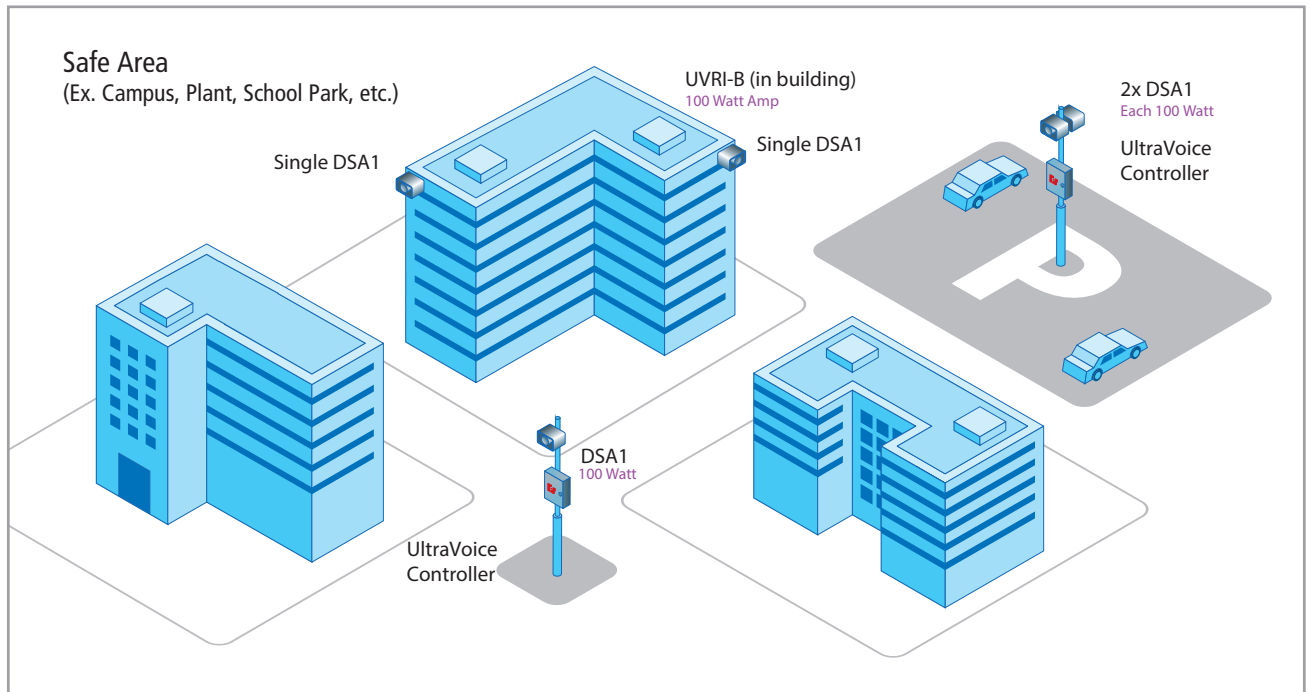 Safe Area
(Ex. Campus, Plant, School Park, etc.)
UVRI-B (in building)
100 Watt Amp
Single DSA1
Single DSA1
2x DSA1
Each 100 Watt
UltraVoice
Controller
DSA1
100 Watt
UltraVoice
Controller
P